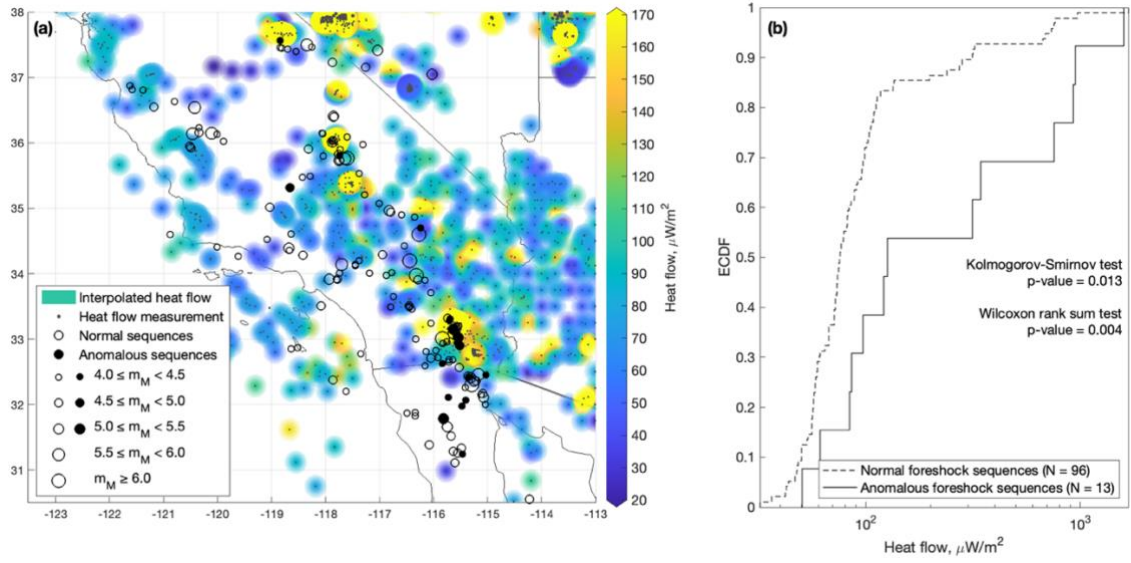 (a)
38
37
36
35
34
33
32
31
-123
-122
-121
-120
-119
-118
-117
-116
-115
-114
-113
Interpolated heat flow
Heat flow measurement
Normal sequences
Anomalous sequences
4.0 ≤ mM < 4.5
4.5 ≤ mM < 5.0
5.0 ≤ mM < 5.5
5.5 ≤ mM < 6.0
mM ≥ 6.0
170
160
150
140
130
120
110
100
90
80
70
60
50
40
30
20
Heat flow, μW/m2
(b)
1
0.9
0.8
0.7
0.6
0.5
0.4
0.3
0.2
0.1
0
ECDF
Kolmogorov-Smirnov test
p-value = 0.013
Wilcoxon rank sum test
p-value = 0.004
Normal foreshock sequences (N = 96)
Anomalous foreshock sequences (N = 13)
102
103
Heat flow, μW/m2